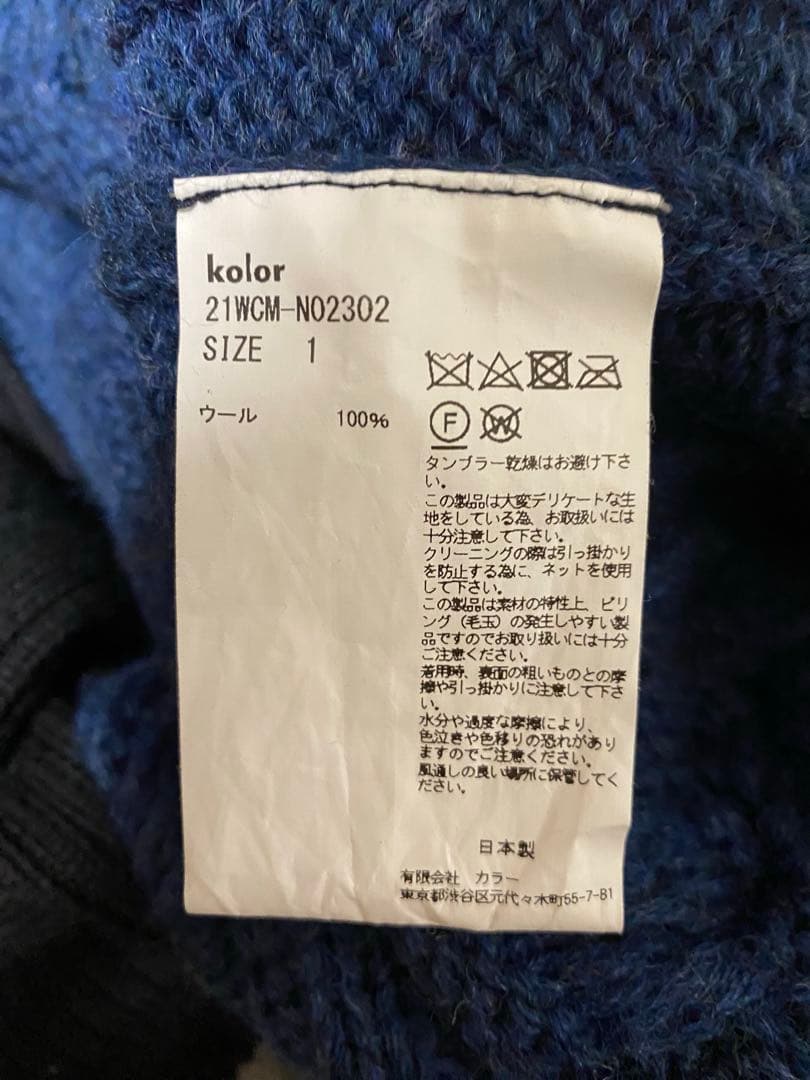 kolor
21WCM-N02302
SIZE 1
ウール 100%
F
W
タンブラー乾燥はお避け下さ
い。
この製品は大変デリケートな生
地をしている為、お取扱いには
十分注意して下さい。
クリーニングの際は引っ掛かり
を防止する為に、ネットを使用
して下さい。
この製品は素材の特性上、ピリ
ング（毛玉）の発生しやすい製
品ですのでお取り扱いには十分
ご注意ください。
着用時、表面の粗いものとの摩
擦や引っ掛かりに注意して下さ
い。
水分や過度な摩擦により、
色泣きや色移りの恐れがあり
ますのでご注意ください。
風通しの良い場所に保管してく
ださい。
日本製
有限会社 カラー
東京都渋谷区元代々木町55-7-B1